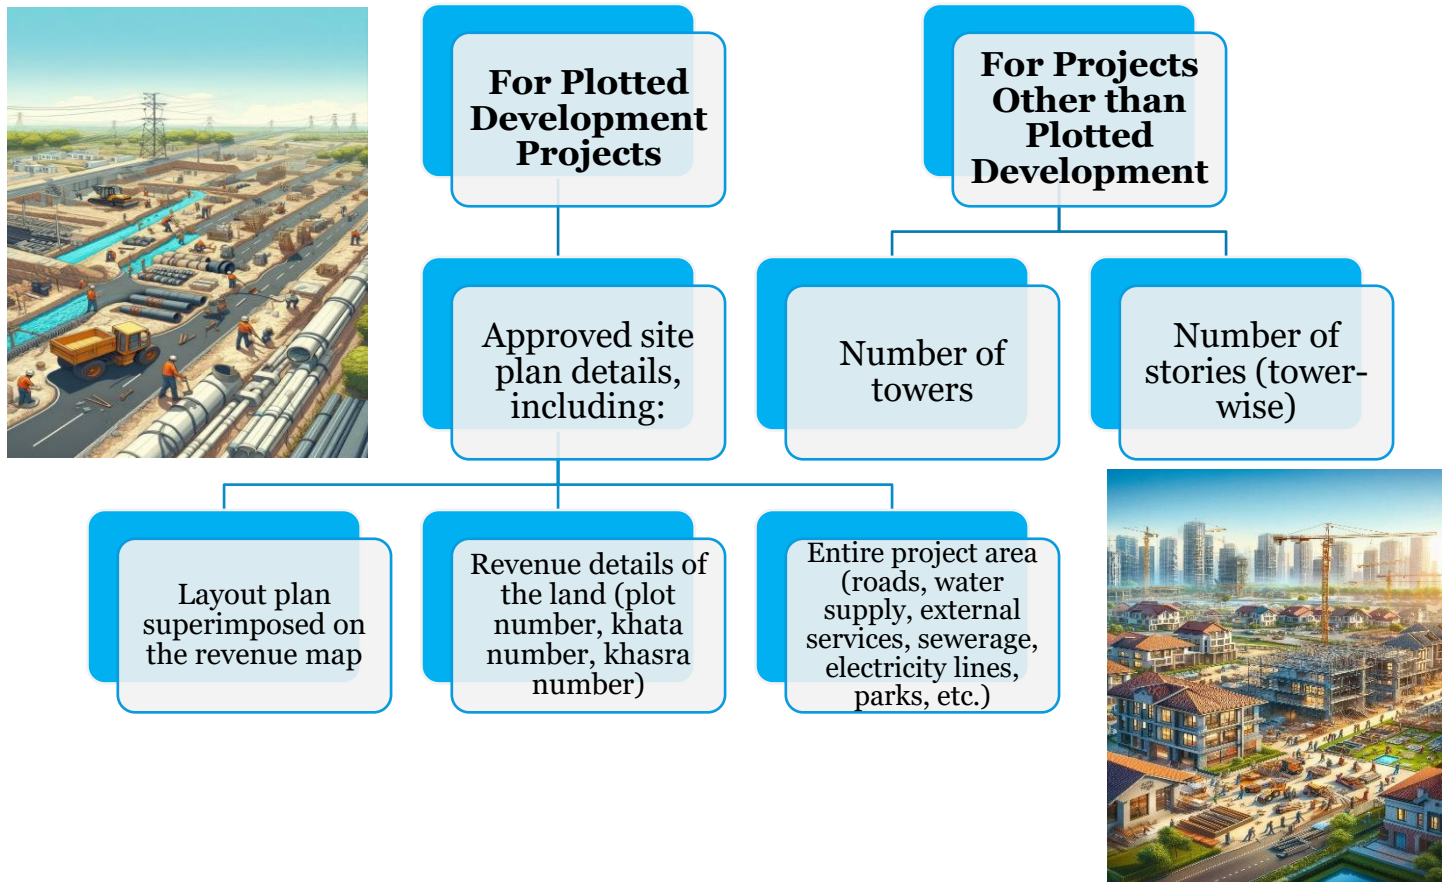 For Plotted
Development
Projects
For Projects
Other than
Plotted
Development
Approved site
plan details,
including:
Number of
towers
Number of
stories (tower-
wise)
Layout plan
superimposed on
the revenue map
Revenue details of
the land (plot
number, khata
number, khasra
number)
Entire project area
(roads, water
supply, external
services, sewerage,
electricity lines,
parks, etc.)